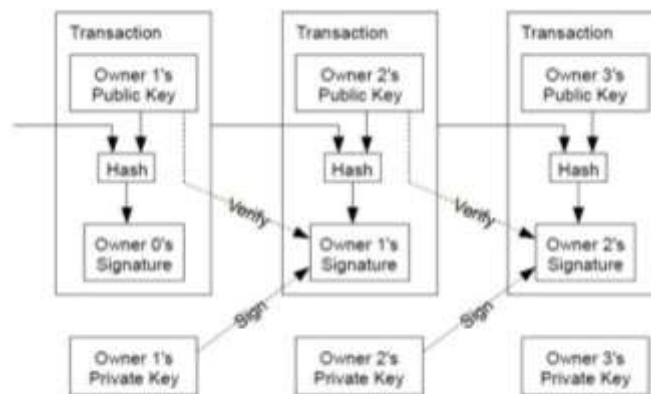 Transaction
Transaction
Transaction
Owner 1's
Public Key
Owner 2's
Public Key
Owner 3's
Public Key
Hash
Hash
Hash
Verify
Verify
Owner 0's
Signature
Owner 1's
Signature
Owner 2's
Signature
Sign
Sign
Owner 1's
Private Key
Owner 2's
Private Key
Owner 3's
Private Key